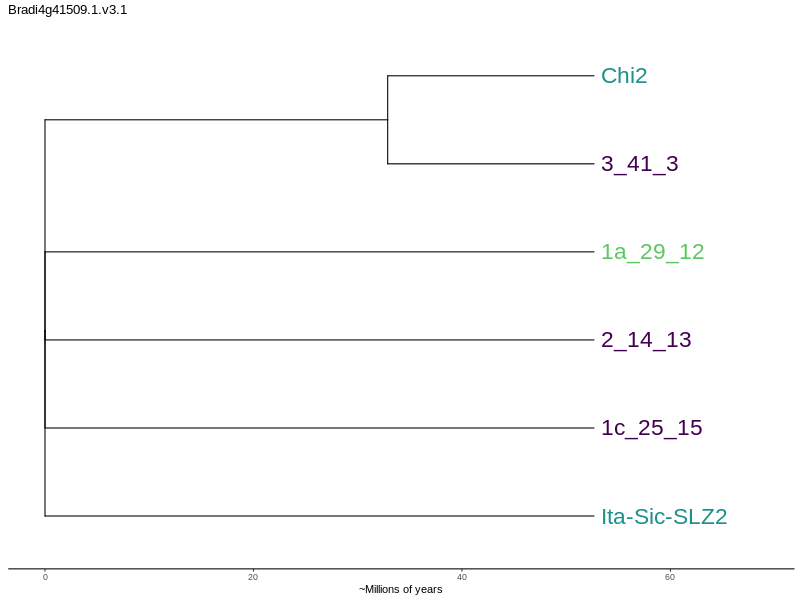 Bradi4g41509.1.v3.1
Chi2
3_41_3
1a_29_12
2_14_13
1c_25_15
Ita-Sic-SLZ2
0 20 40 60
~Millions of years